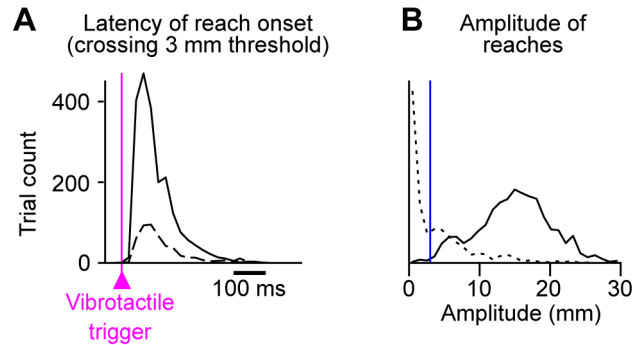 A
Latency of reach onset
(crossing 3 mm threshold)
Trial count
400
200
0
100 ms
Vibrotactile
trigger
B
Amplitude of
reaches
0
10
20
30
Amplitude (mm)